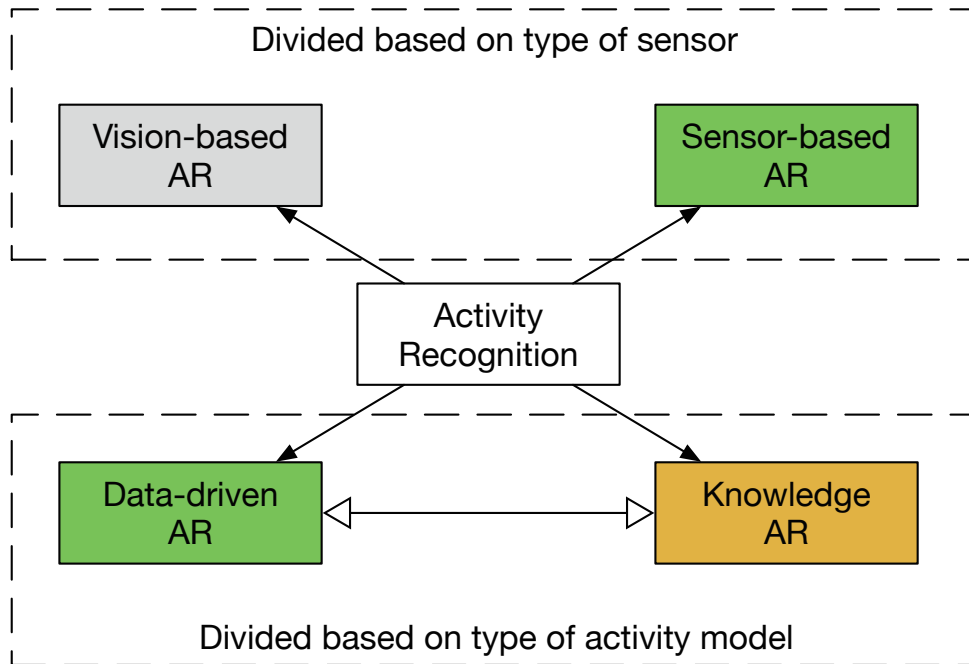 Divided based on type of sensor
Vision-based
AR
Sensor-based
AR
Activity
Recognition
Data-driven
AR
Knowledge
AR
Divided based on type of activity model